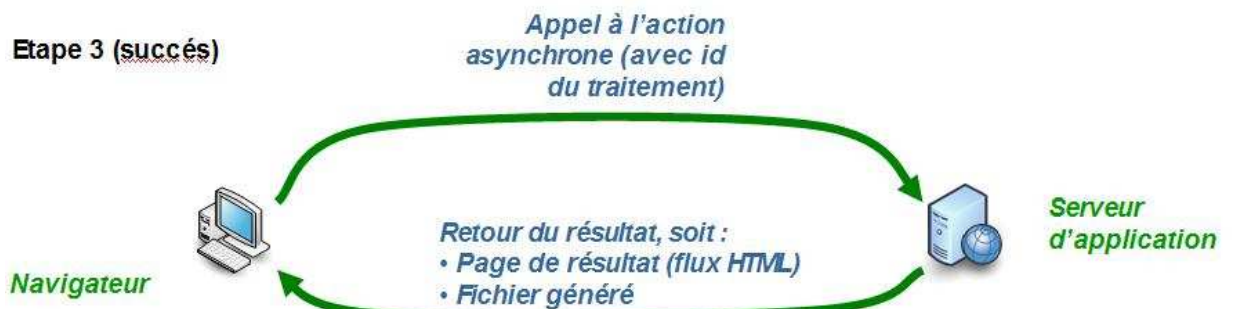 Etape 3 (succés)
Appel à l'action
asynchrone (avec id
du traitement)
Serveur
d'application
Retour du résultat, soit :
• Page de résultat (flux HTML)
• Fichier généré
Navigateur